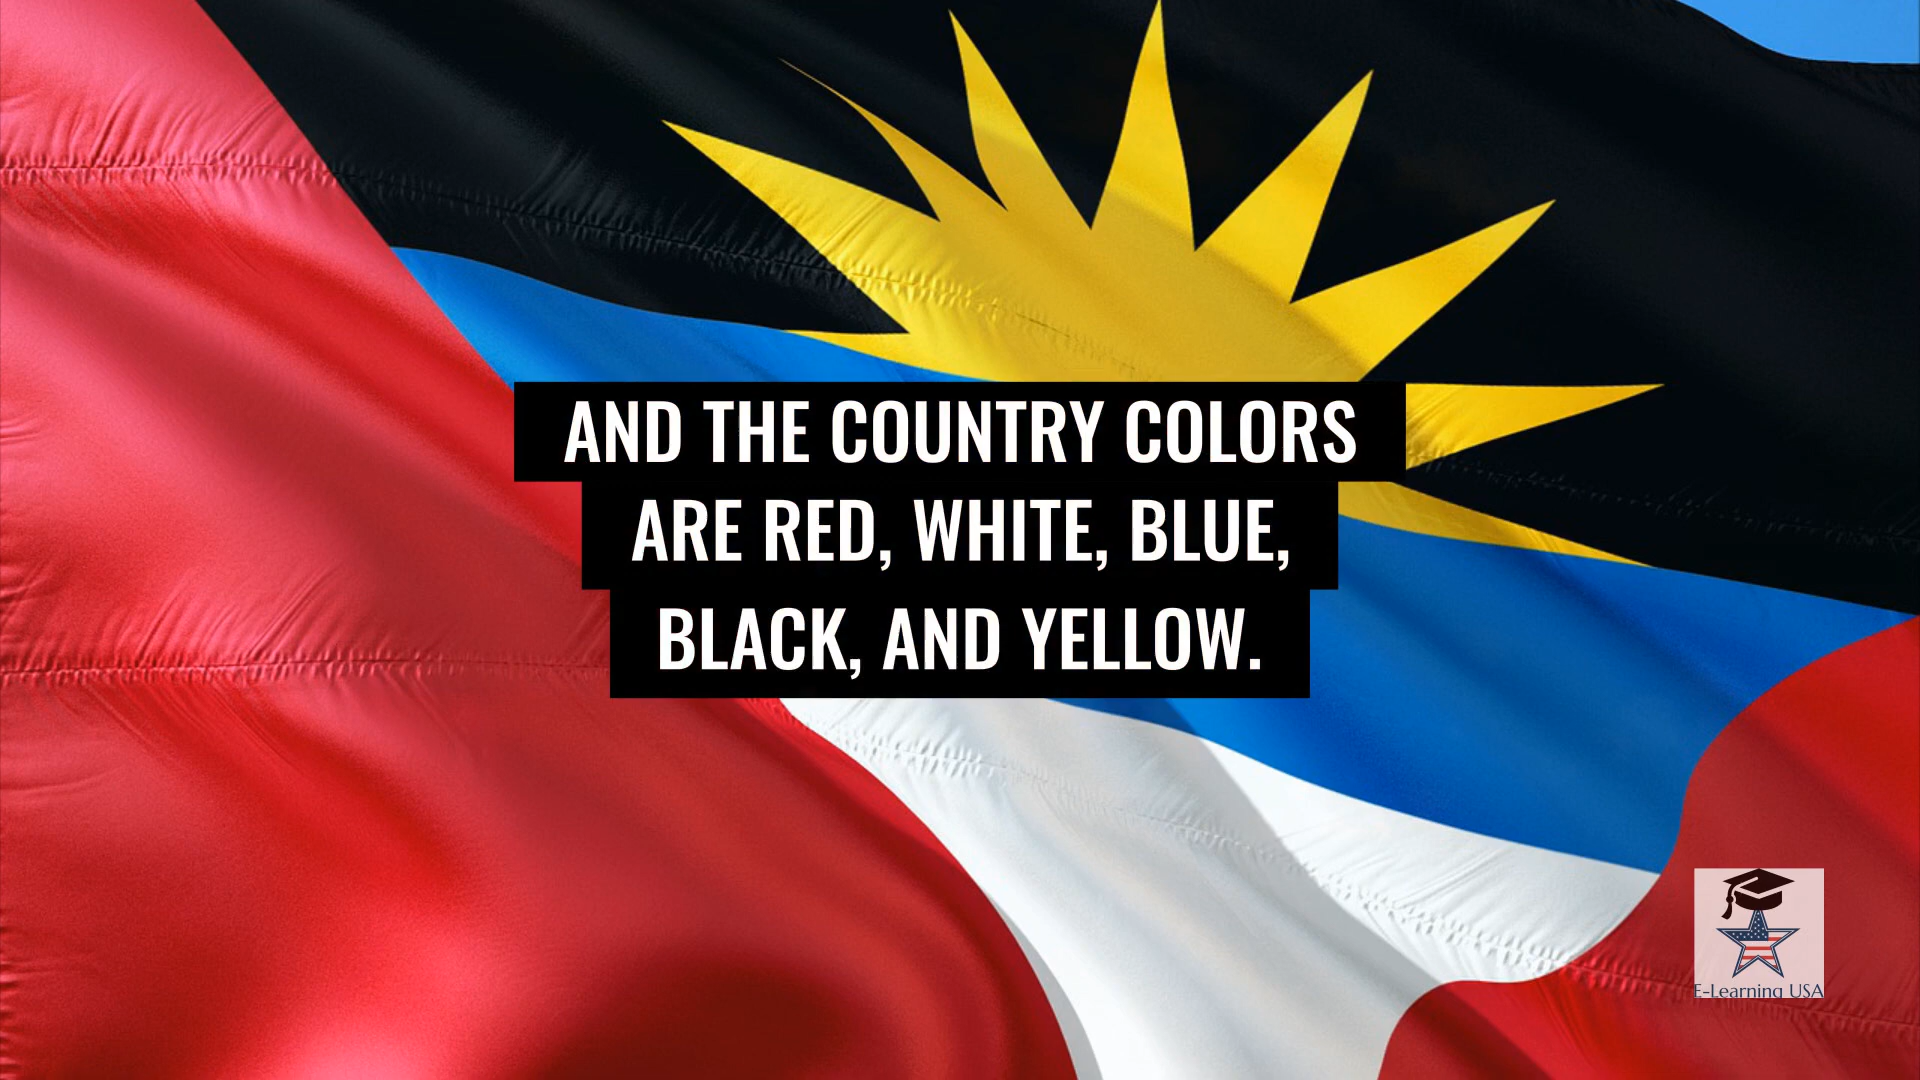 AND THE COUNTRY COLORS
ARE RED, WHITE, BLUE,
BLACK, AND YELLOW.
E-Learning USA